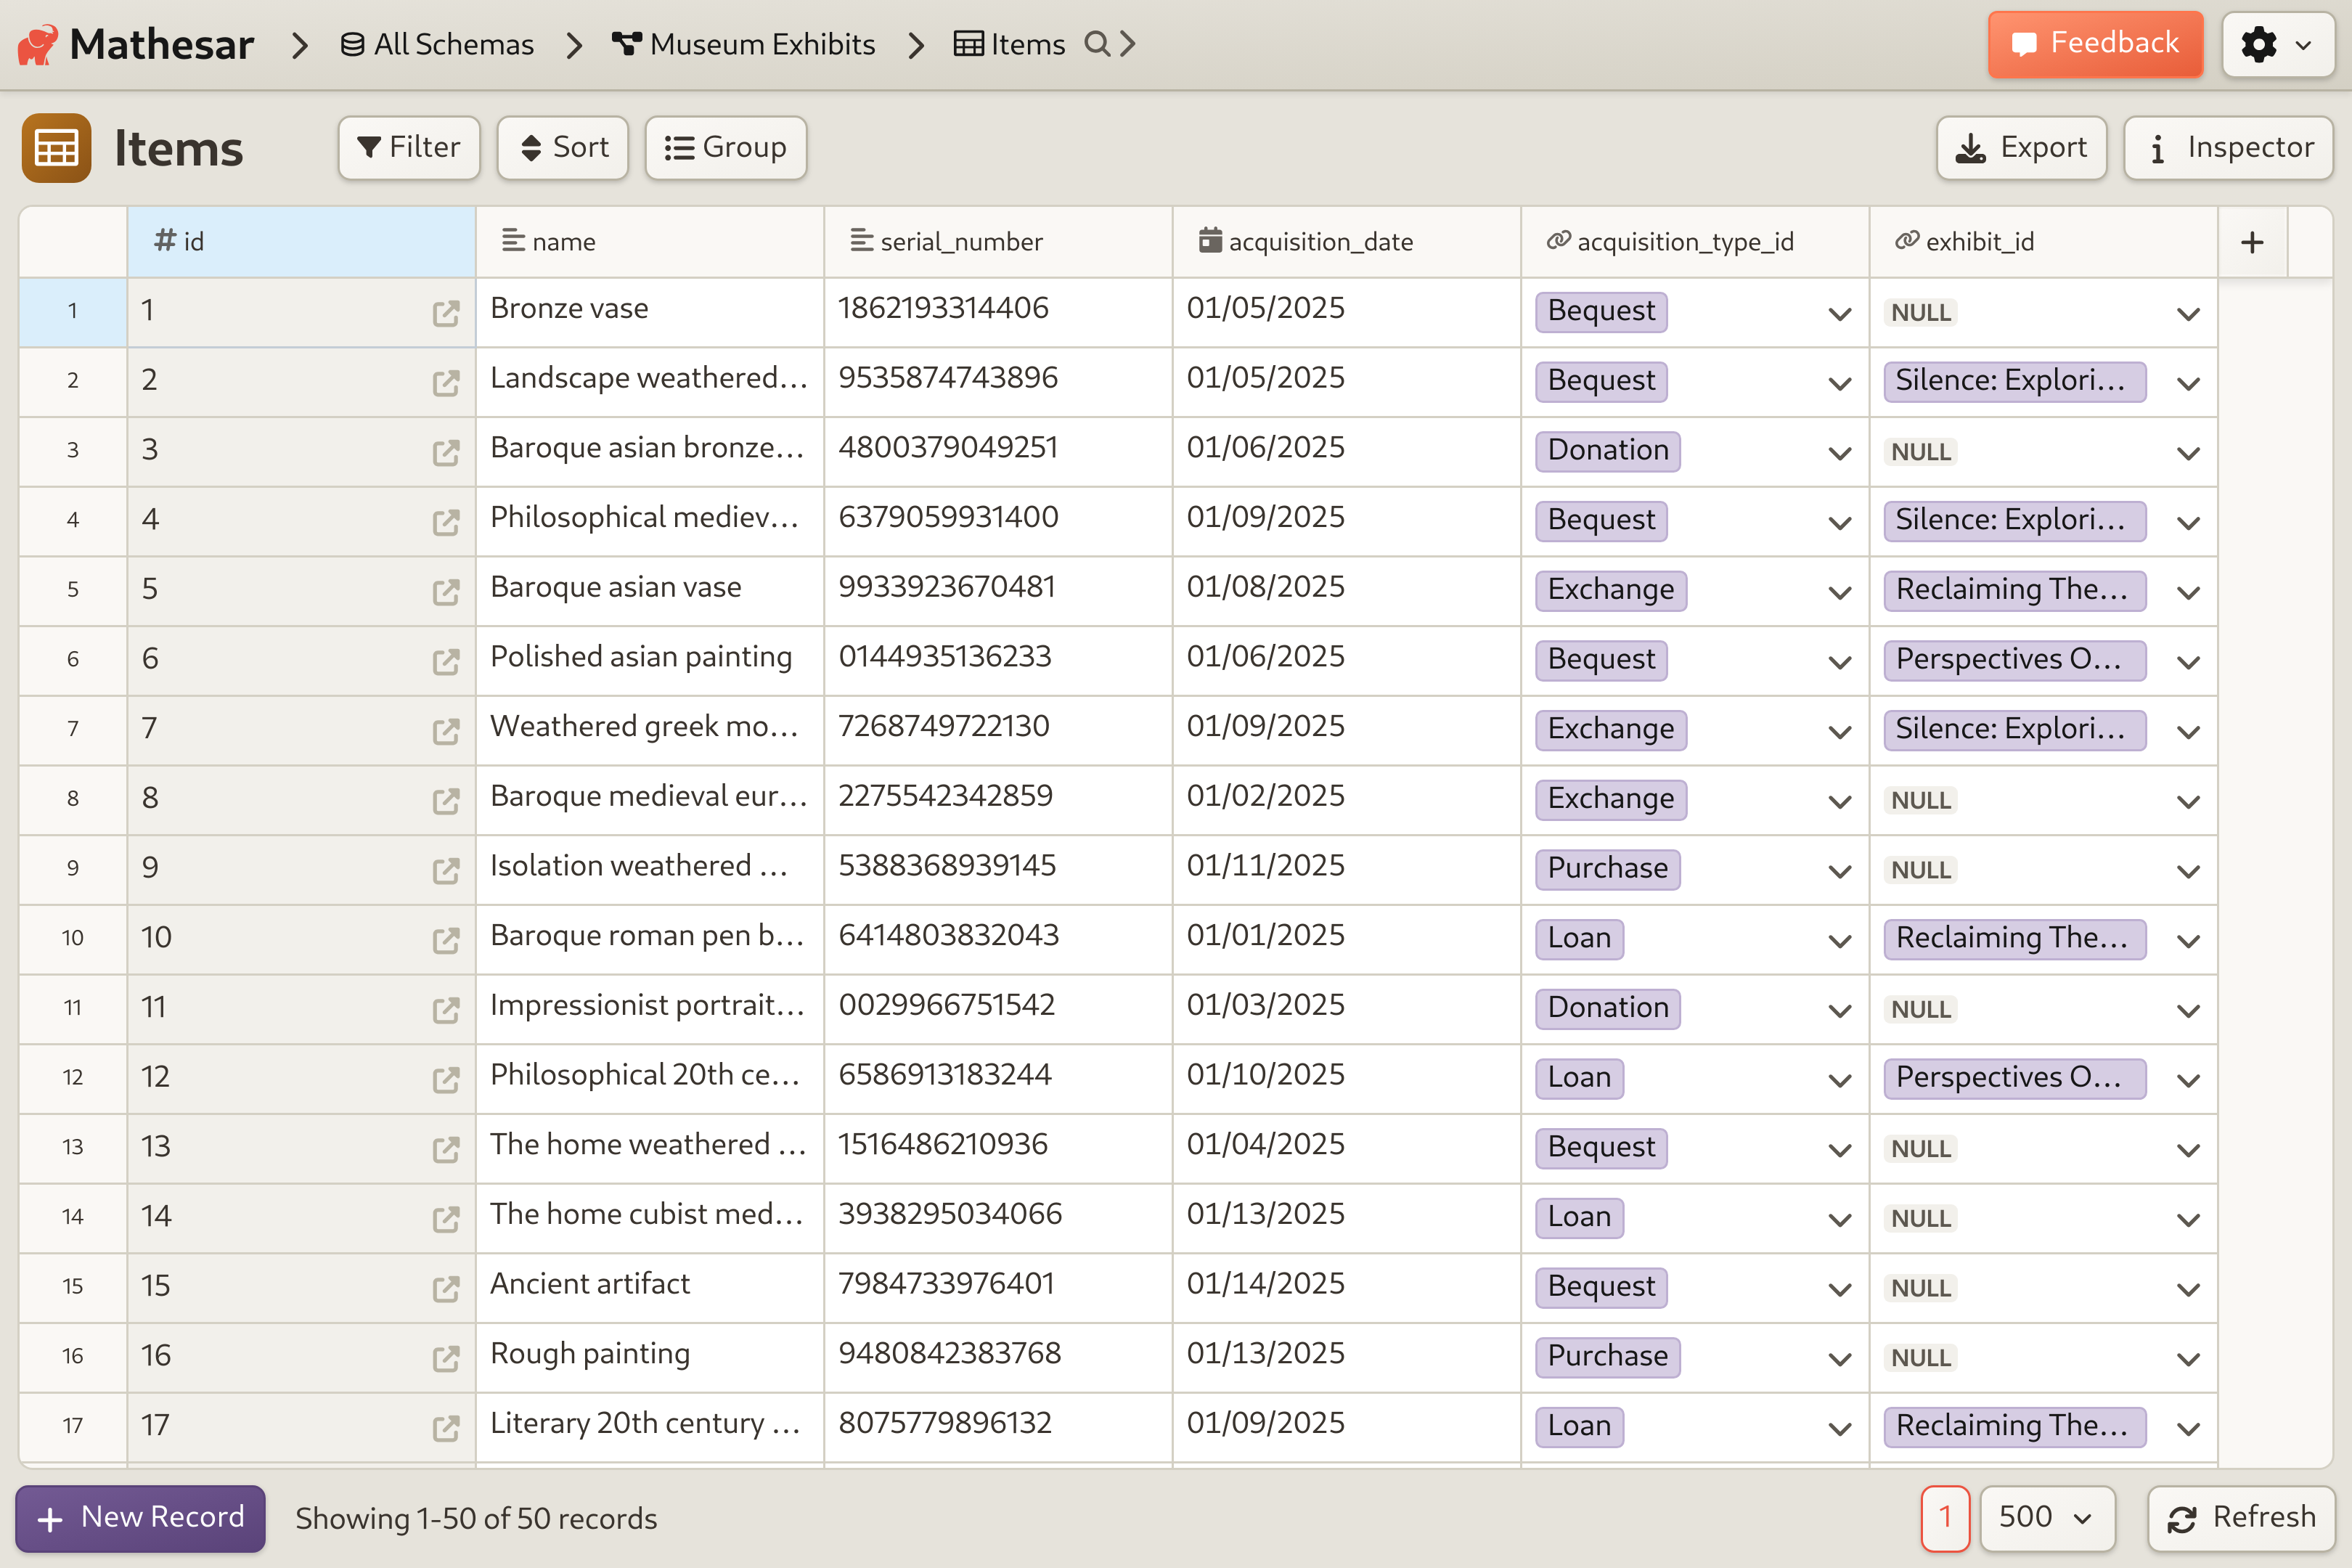 Mathesar All Schemas Museum Exhibits Items Feedback
Items Filter Sort Group Export Inspector
id name serial_number acquisition_date acquisition_type_id exhibit_id
1 1 Bronze vase 1862193314406 01/05/2025 Bequest NULL
2 2 Landscape weathered... 9535874743896 01/05/2025 Bequest Silence: Explori...
3 3 Baroque asian bronze... 4800379049251 01/06/2025 Donation NULL
4 4 Philosophical mediev... 6379059931400 01/09/2025 Bequest Silence: Explori...
5 5 Baroque asian vase 9933923670481 01/08/2025 Exchange Reclaiming The...
6 6 Polished asian painting 0144935136233 01/06/2025 Bequest Perspectives O...
7 7 Weathered greek mo... 7268749722130 01/09/2025 Exchange Silence: Explori...
8 8 Baroque medieval eur... 2275542342859 01/02/2025 Exchange NULL
9 9 Isolation weathered ... 5388368939145 01/11/2025 Purchase NULL
10 10 Baroque roman pen b... 6414803832043 01/01/2025 Loan Reclaiming The...
11 11 Impressionist portrait... 0029966751542 01/03/2025 Donation NULL
12 12 Philosophical 20th ce... 6586913183244 01/10/2025 Loan Perspectives O...
13 13 The home weathered ... 1516486210936 01/04/2025 Bequest NULL
14 14 The home cubist med... 3938295034066 01/13/2025 Loan NULL
15 15 Ancient artifact 7984733976401 01/14/2025 Bequest NULL
16 16 Rough painting 9480842383768 01/13/2025 Purchase NULL
17 17 Literary 20th century ... 8075779896132 01/09/2025 Loan Reclaiming The...
New Record Showing 1-50 of 50 records 1 500 Refresh